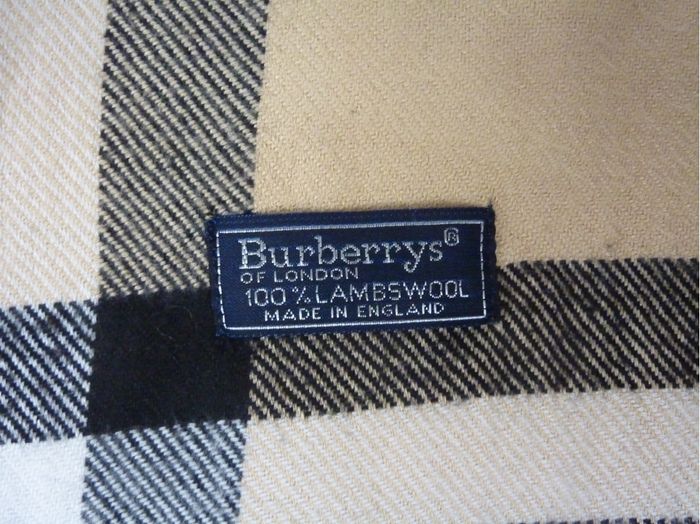 Burberrys®
OF LONDON
100% LAMBSWOOL
MADE IN ENGLAND